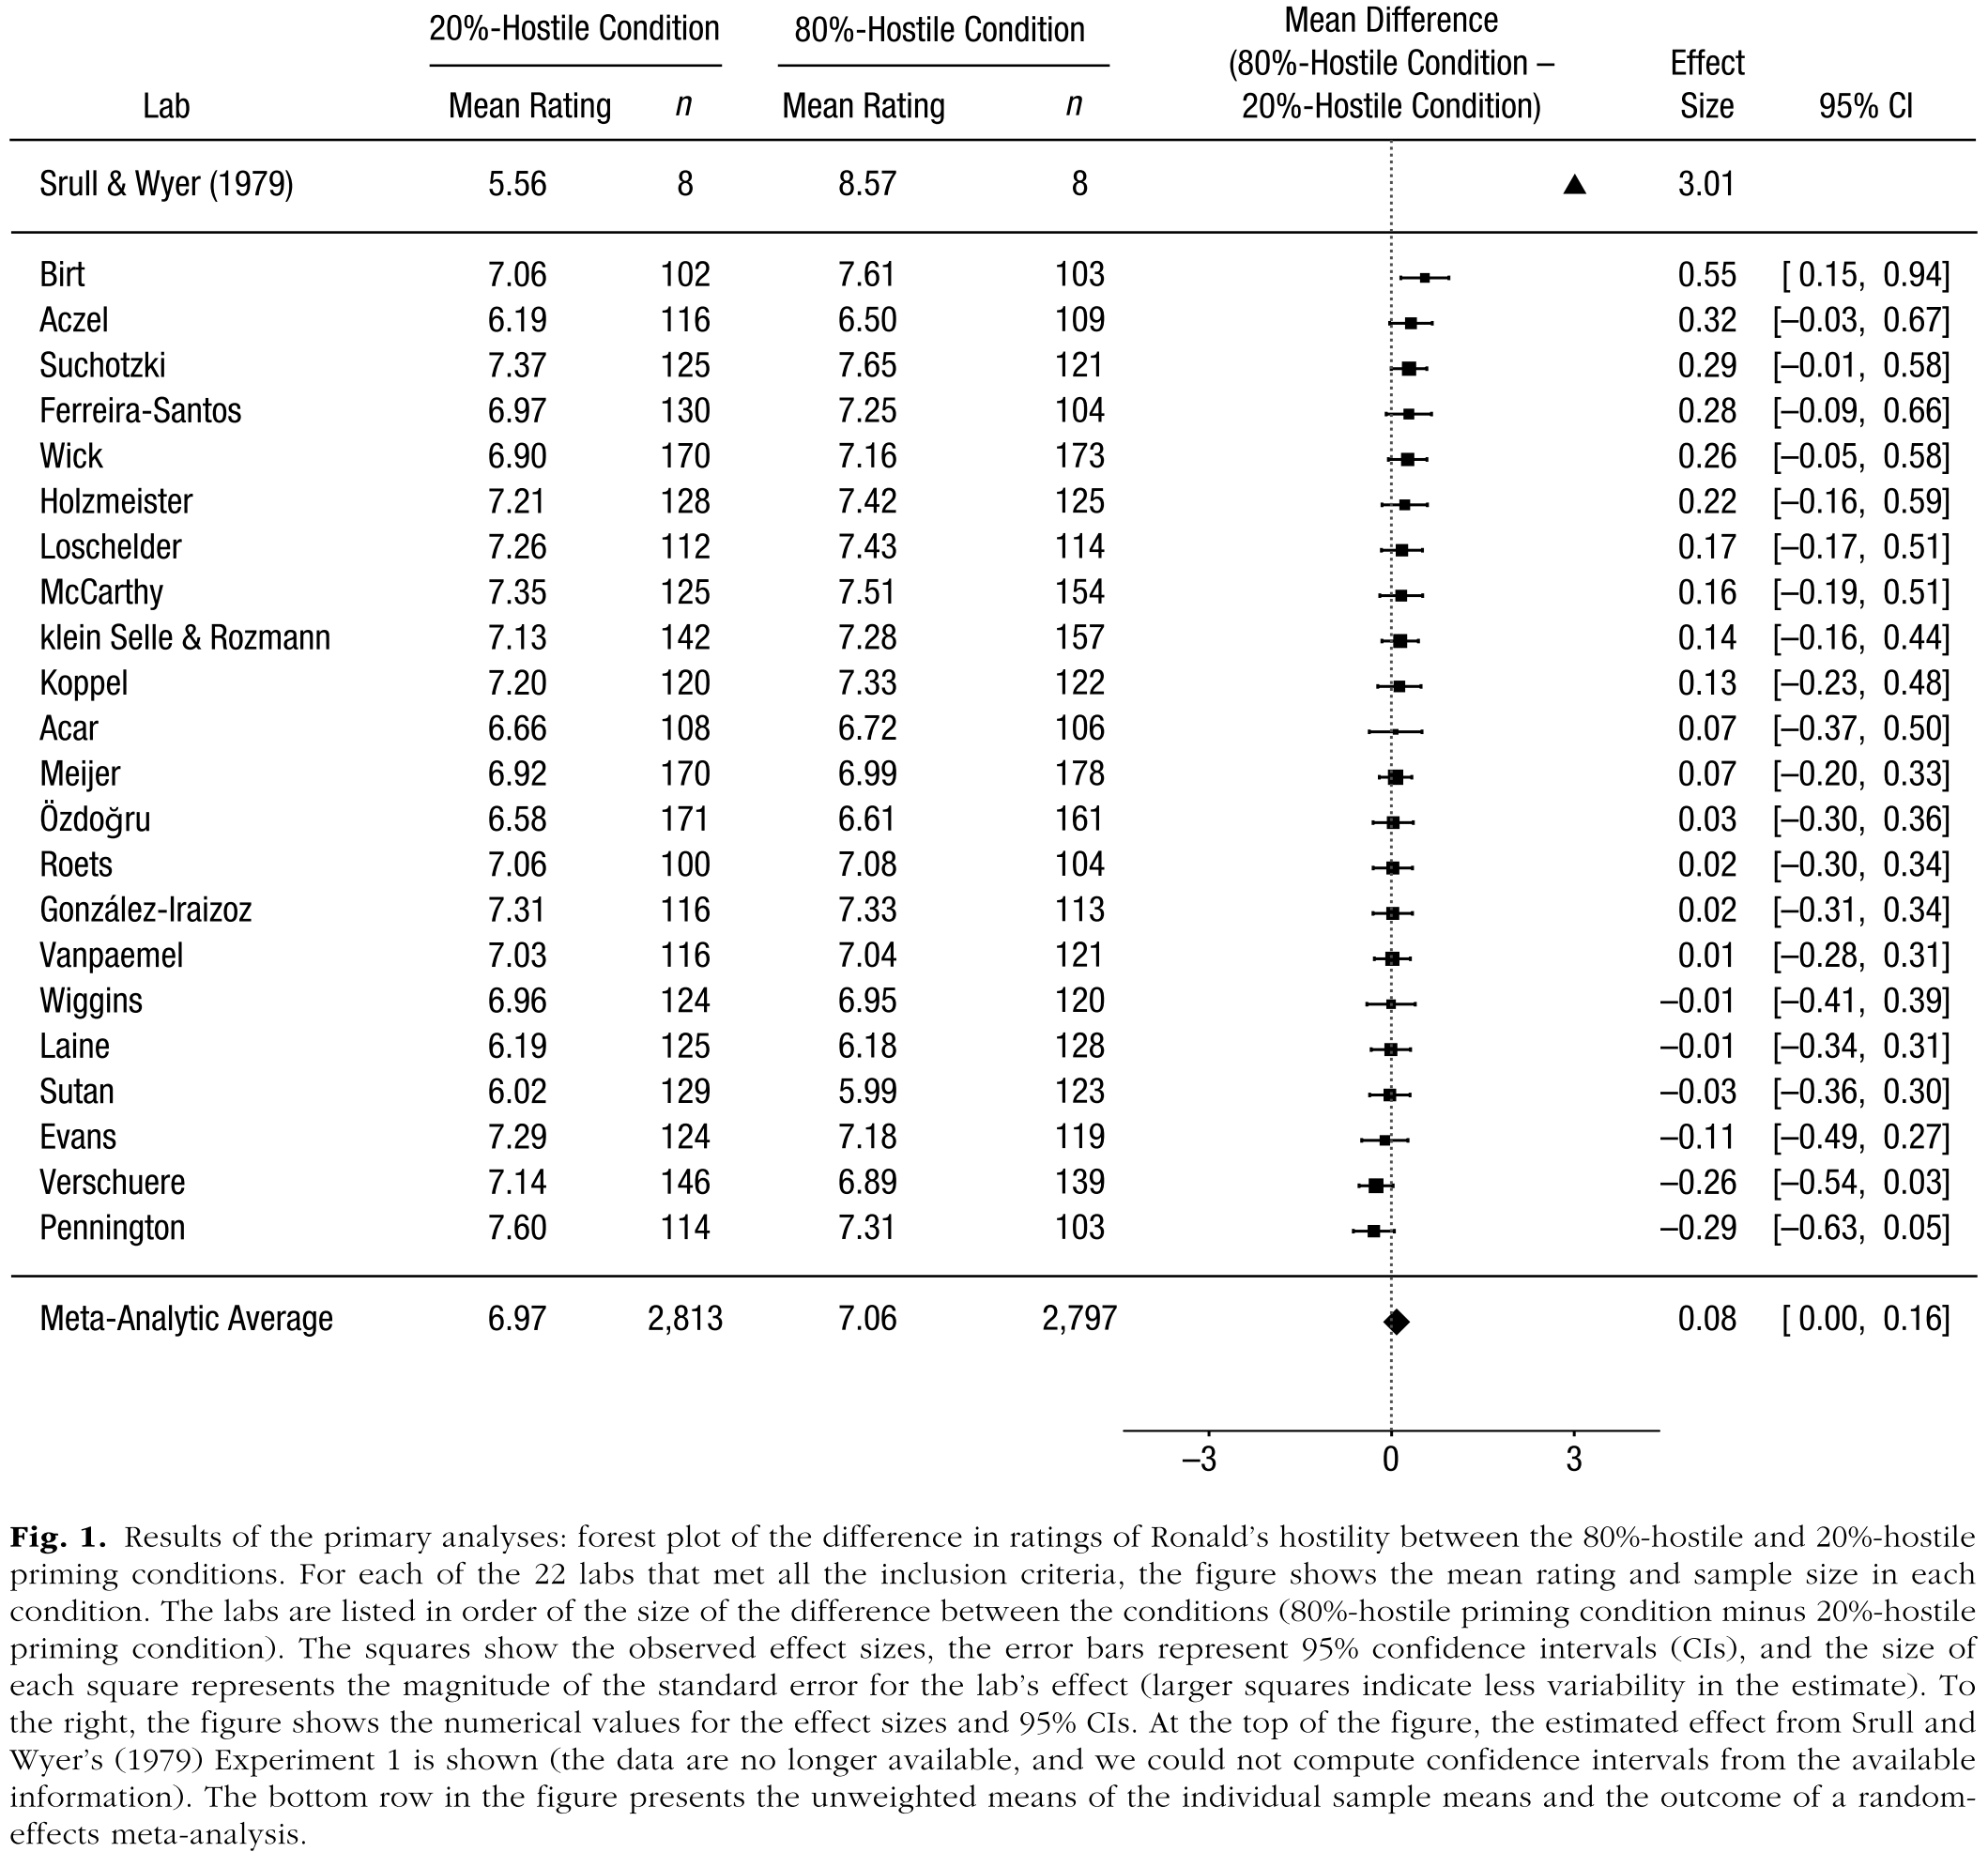 20%-Hostile Condition 80%-Hostile Condition Mean Difference (80%-Hostile Condition – 20%-Hostile Condition) Effect Size 95% CI
Lab Mean Rating n Mean Rating n
Srull & Wyer (1979) 5.56 8 8.57 8 3.01
Birt 7.06 102 7.61 103 0.55 [ 0.15, 0.94]
Aczel 6.19 116 6.50 109 0.32 [–0.03, 0.67]
Suchotzki 7.37 125 7.65 121 0.29 [–0.01, 0.58]
Ferreira-Santos 6.97 130 7.25 104 0.28 [–0.09, 0.66]
Wick 6.90 170 7.16 173 0.26 [–0.05, 0.58]
Holzmeister 7.21 128 7.42 125 0.22 [–0.16, 0.59]
Loschelder 7.26 112 7.43 114 0.17 [–0.17, 0.51]
McCarthy 7.35 125 7.51 154 0.16 [–0.19, 0.51]
klein Selle & Rozmann 7.13 142 7.28 157 0.14 [–0.16, 0.44]
Koppel 7.20 120 7.33 122 0.13 [–0.23, 0.48]
Acar 6.66 108 6.72 106 0.07 [–0.37, 0.50]
Meijer 6.92 170 6.99 178 0.07 [–0.20, 0.33]
Özdoğru 6.58 171 6.61 161 0.03 [–0.30, 0.36]
Roets 7.06 100 7.08 104 0.02 [–0.30, 0.34]
González-Iraizoz 7.31 116 7.33 113 0.02 [–0.31, 0.34]
Vanpaemel 7.03 116 7.04 121 0.01 [–0.28, 0.31]
Wiggins 6.96 124 6.95 120 –0.01 [–0.41, 0.39]
Laine 6.19 125 6.18 128 –0.01 [–0.34, 0.31]
Sutan 6.02 129 5.99 123 –0.03 [–0.36, 0.30]
Evans 7.29 124 7.18 119 –0.11 [–0.49, 0.27]
Verschuere 7.14 146 6.89 139 –0.26 [–0.54, 0.03]
Pennington 7.60 114 7.31 103 –0.29 [–0.63, 0.05]
Meta-Analytic Average 6.97 2,813 7.06 2,797 0.08 [ 0.00, 0.16]
–3 0 3
Fig. 1. Results of the primary analyses: forest plot of the difference in ratings of Ronald’s hostility between the 80%-hostile and 20%-hostile
priming conditions. For each of the 22 labs that met all the inclusion criteria, the figure shows the mean rating and sample size in each
condition. The labs are listed in order of the size of the difference between the conditions (80%-hostile priming condition minus 20%-hostile
priming condition). The squares show the observed effect sizes, the error bars represent 95% confidence intervals (CIs), and the size of
each square represents the magnitude of the standard error for the lab’s effect (larger squares indicate less variability in the estimate). To
the right, the figure shows the numerical values for the effect sizes and 95% CIs. At the top of the figure, the estimated effect from Srull and
Wyer’s (1979) Experiment 1 is shown (the data are no longer available, and we could not compute confidence intervals from the available
information). The bottom row in the figure presents the unweighted means of the individual sample means and the outcome of a random-
effects meta-analysis.